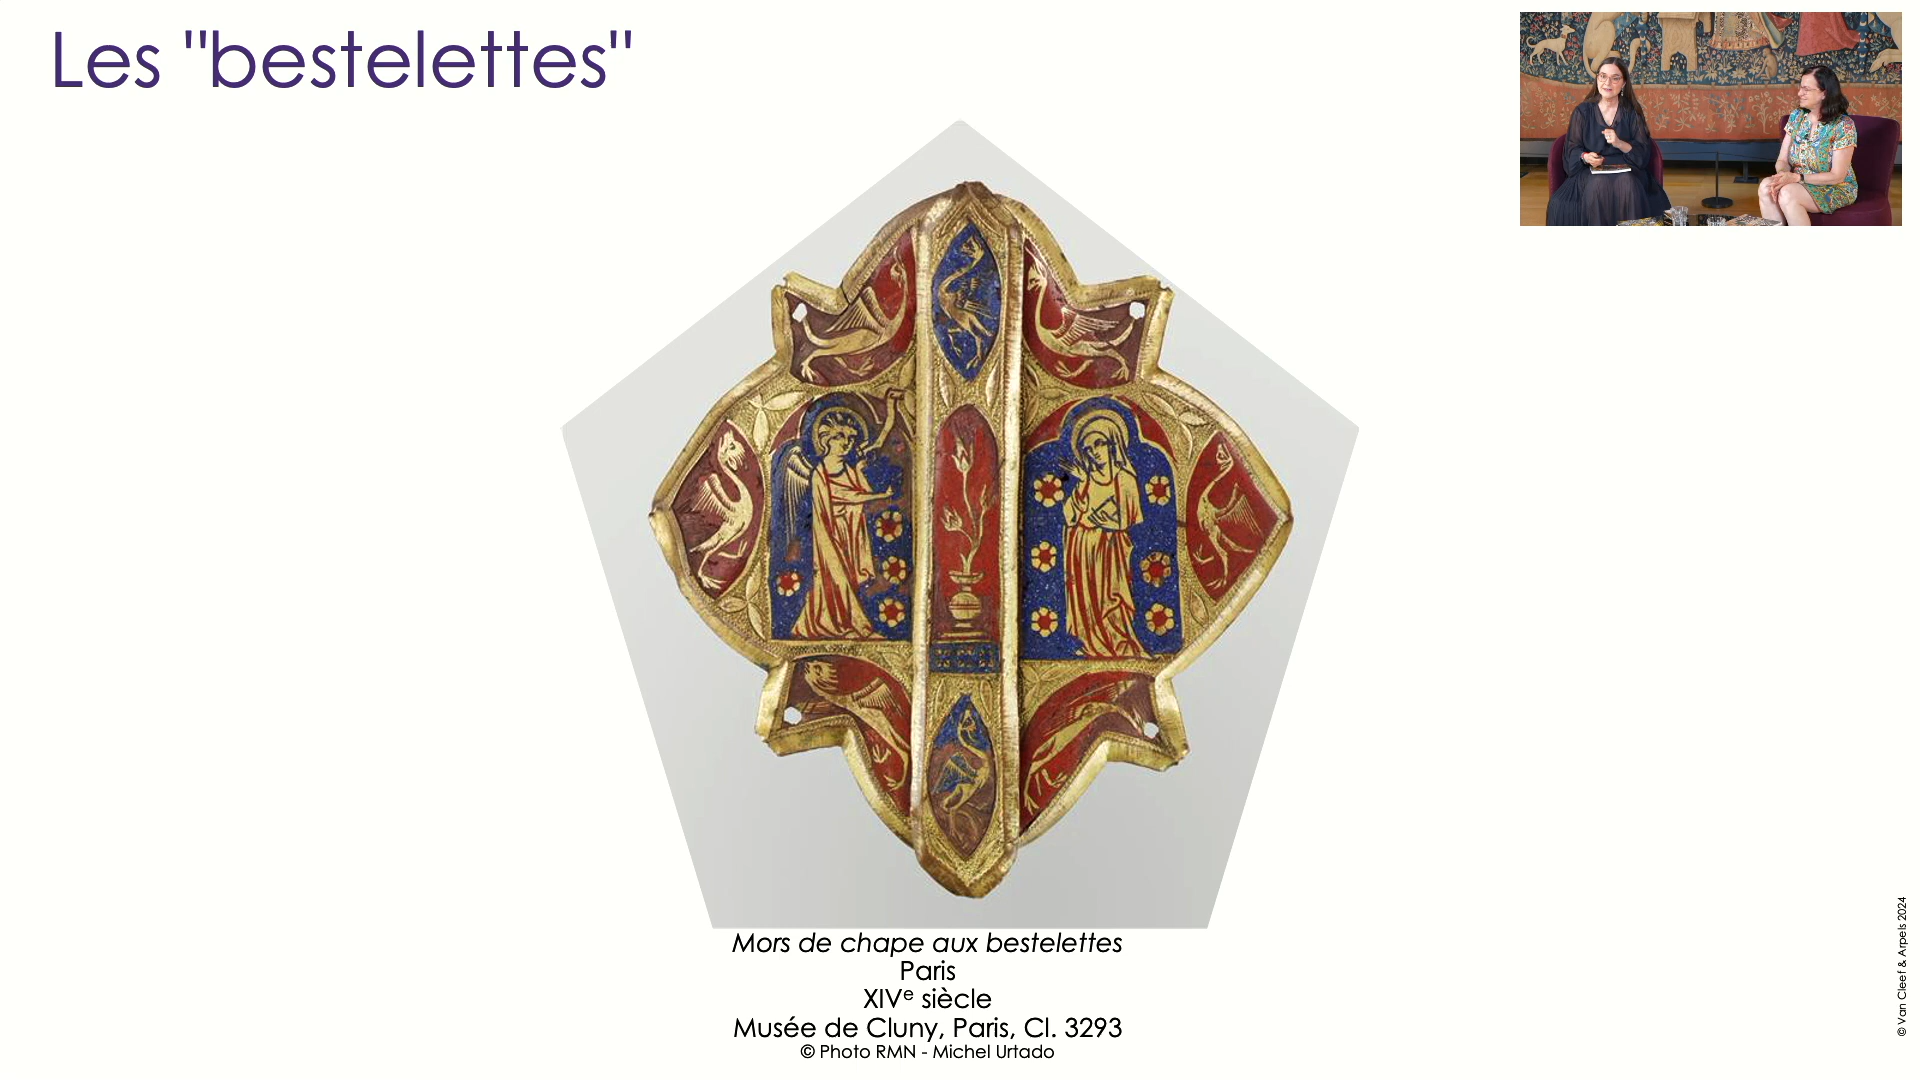 Les "bestelettes"
Mors de chape aux bestelettes
Paris
XIVᵉ siècle
Musée de Cluny, Paris, Cl. 3293
© Photo RMN - Michel Urtado
© Van Cleef & Arpels 2024